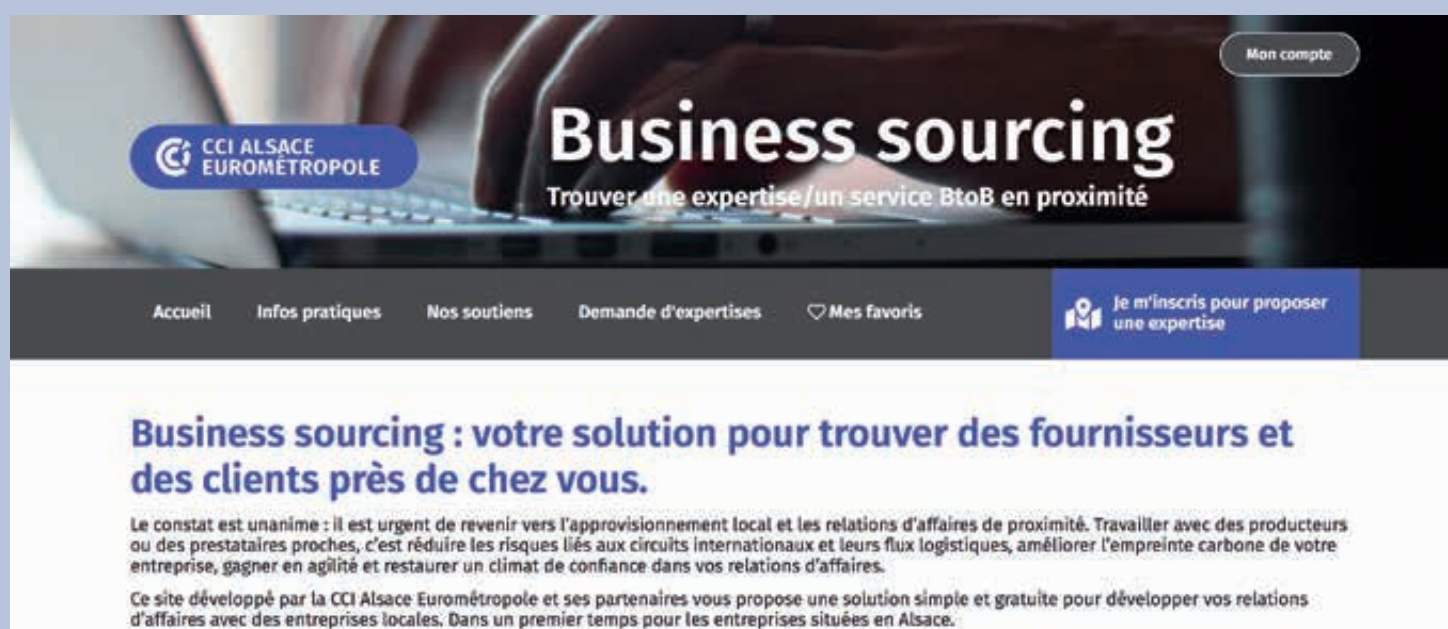 Mon compte
CCI ALSACE
EUROMÉTROPOLE
Business sourcing
Trouver une expertise/un service BtoB en proximité
Accueil Infos pratiques Nos soutiens Demande d'expertises Mes favoris
Je m'inscris pour proposer
une expertise
Business sourcing : votre solution pour trouver des fournisseurs et
des clients près de chez vous.
Le constat est unanime : il est urgent de revenir vers l'approvisionnement local et les relations d'affaires de proximité. Travailler avec des producteurs
ou des prestataires proches, c'est réduire les risques liés aux circuits internationaux et leurs flux logistiques, améliorer l'empreinte carbone de votre
entreprise, gagner en agilité et restaurer un climat de confiance dans vos relations d'affaires.
Ce site développé par la CCI Alsace Eurométropole et ses partenaires vous propose une solution simple et gratuite pour développer vos relations
d'affaires avec des entreprises locales. Dans un premier temps pour les entreprises situées en Alsace.